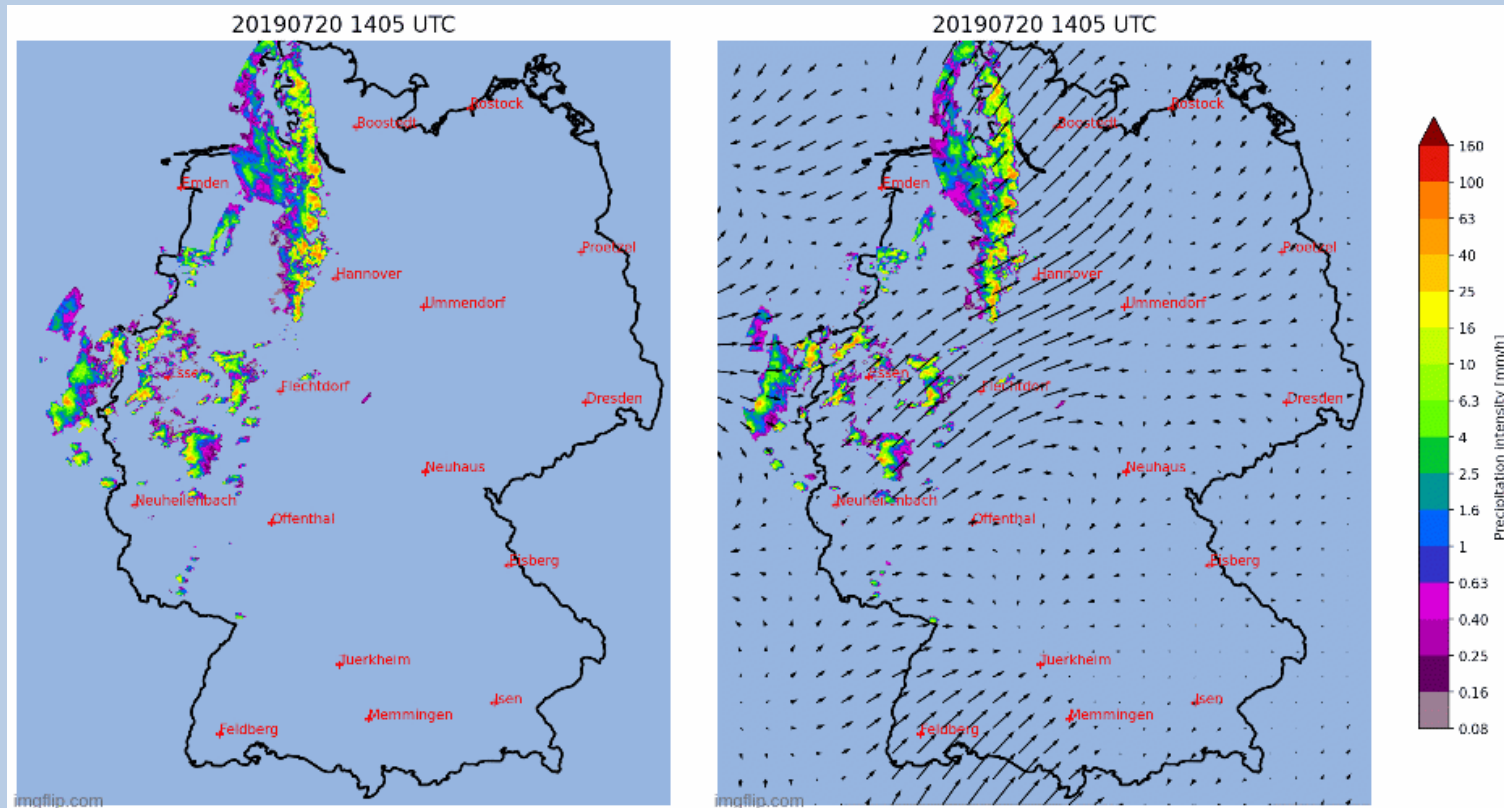 20190720 1405 UTC
Rostock
Boostedt
Emden
Proetzel
Hannover
Ummendorf
Essen
Flechtdorf
Dresden
Neuhaus
Neuheilenbach
Offenthal
Eisberg
Tuerkheim
Isen
Memmingen
Feldberg
imgflip.com
20190720 1405 UTC
Rostock
Boostedt
Emden
Proetzel
Hannover
Ummendorf
Essen
Flechtdorf
Dresden
Neuhaus
Neuheilenbach
Offenthal
Eisberg
Tuerkheim
Isen
Memmingen
Feldberg
imgflip.com
160
100
63
40
25
16
10
6.3
4
2.5
1.6
1
0.63
0.40
0.25
0.16
0.08
Precipitation intensity [mm/h]